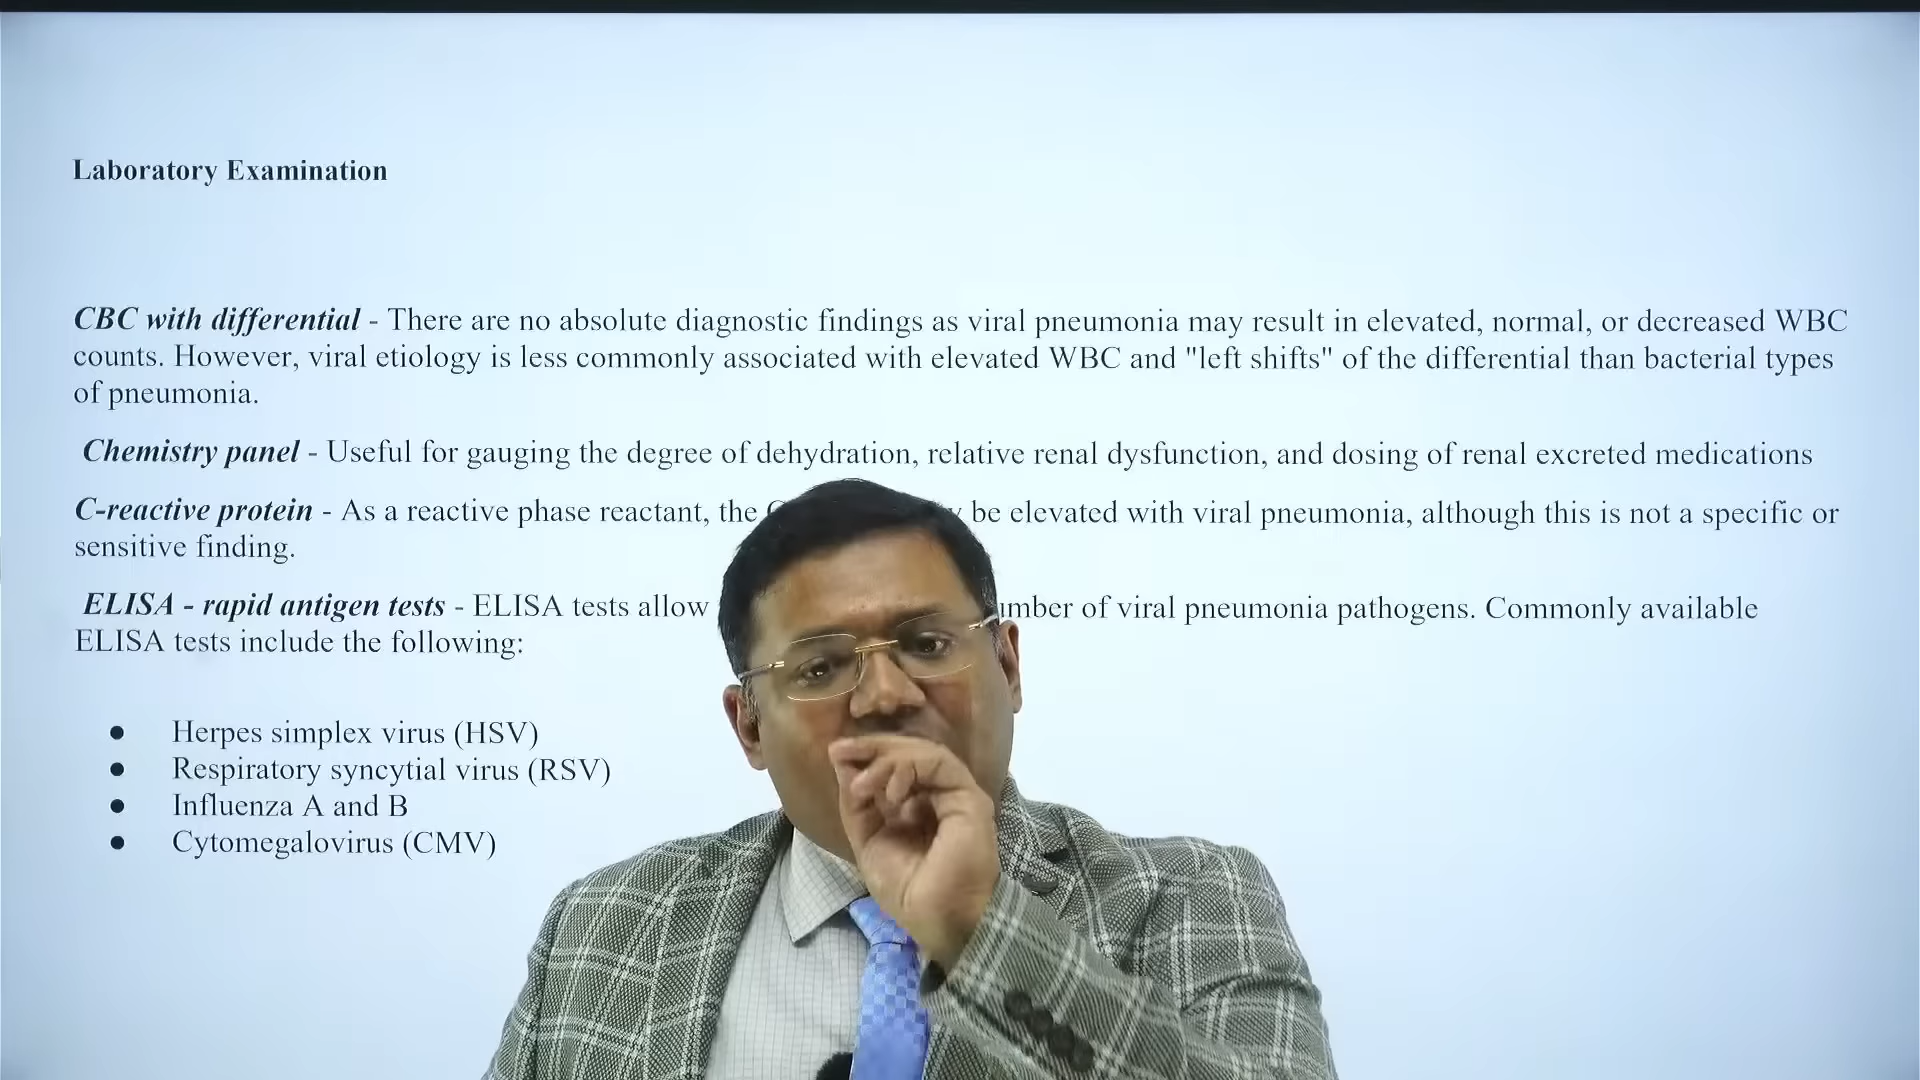 Laboratory Examination
CBC with differential - There are no absolute diagnostic findings as viral pneumonia may result in elevated, normal, or decreased WBC
counts. However, viral etiology is less commonly associated with elevated WBC and "left shifts" of the differential than bacterial types
of pneumonia.
Chemistry panel - Useful for gauging the degree of dehydration, relative renal dysfunction, and dosing of renal excreted medications
C-reactive protein - As a reactive phase reactant, the be elevated with viral pneumonia, although this is not a specific or
sensitive finding.
ELISA - rapid antigen tests - ELISA tests allow of viral pneumonia pathogens. Commonly available
ELISA tests include the following:
● Herpes simplex virus (HSV)
● Respiratory syncytial virus (RSV)
● Influenza A and B
● Cytomegalovirus (CMV)